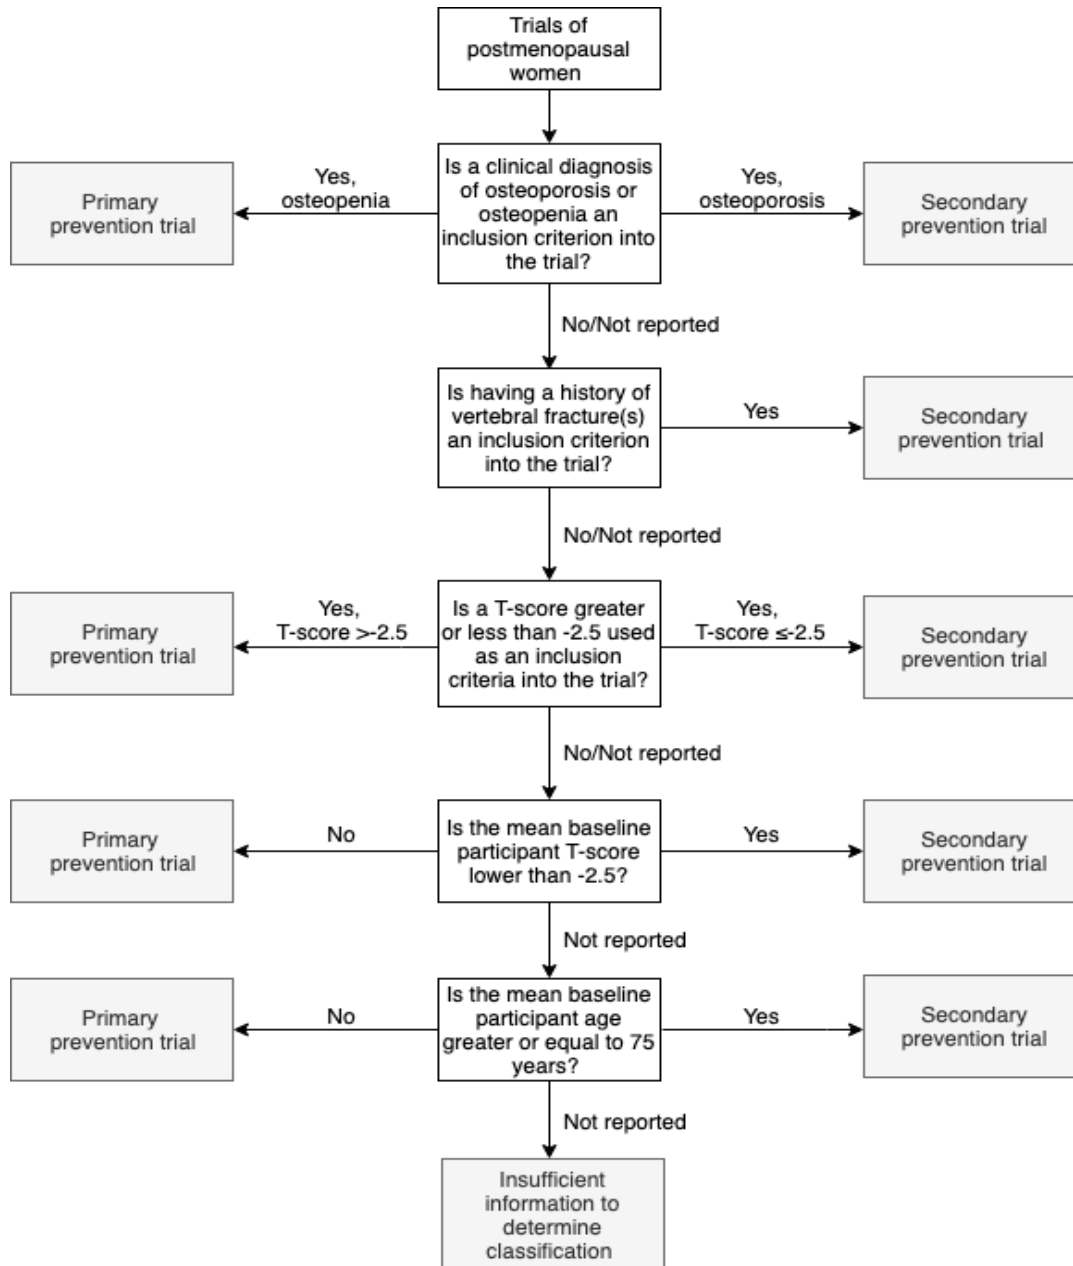 Trials of
postmenopausal
women
Yes,
osteopenia
Is a clinical diagnosis
of osteoporosis or
osteopenia an
inclusion criterion into
the trial?
Yes,
osteoporosis
Primary
prevention trial
Secondary
prevention trial
No/Not reported
Is having a history of
vertebral fracture(s)
an inclusion criterion
into the trial?
Yes
Secondary
prevention trial
No/Not reported
Primary
prevention trial
Yes,
T-score >-2.5
Is a T-score greater
or less than -2.5 used
as an inclusion
criteria into the trial?
Yes,
T-score ≤-2.5
Secondary
prevention trial
No/Not reported
Primary
prevention trial
No
Is the mean baseline
participant T-score
lower than -2.5?
Yes
Secondary
prevention trial
Not reported
Primary
prevention trial
No
Is the mean baseline
participant age
greater or equal to 75
years?
Yes
Secondary
prevention trial
Not reported
Insufficient
information to
determine
classification